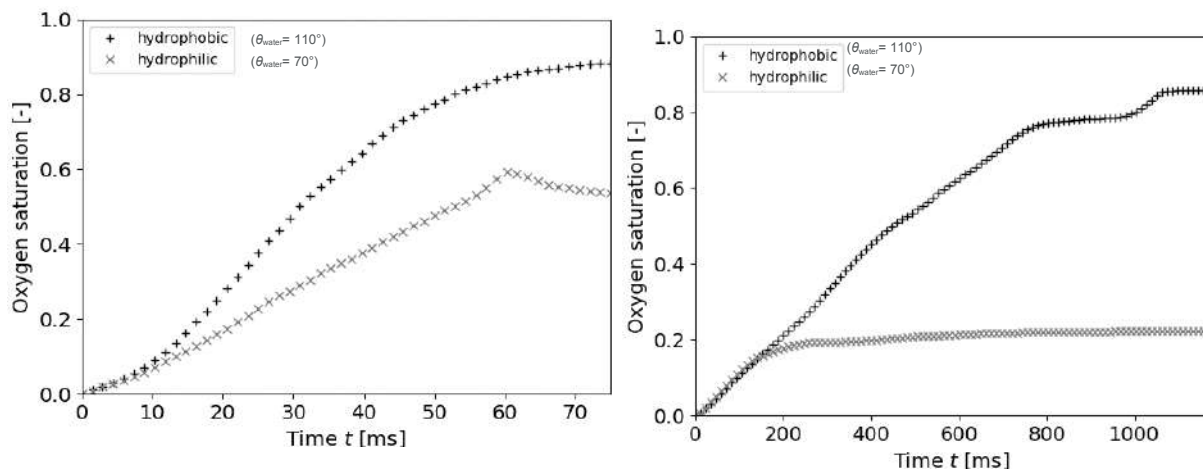 1.0
hydrophobic (θwater= 110°)
hydrophilic (θwater= 70°)
0.8
0.6
0.4
0.2
0.0
Oxygen saturation [-]
0 10 20 30 40 50 60 70
Time t [ms]
1.0
hydrophobic (θwater= 110°)
hydrophilic (θwater= 70°)
0.8
0.6
0.4
0.2
0.0
Oxygen saturation [-]
0 200 400 600 800 1000
Time t [ms]